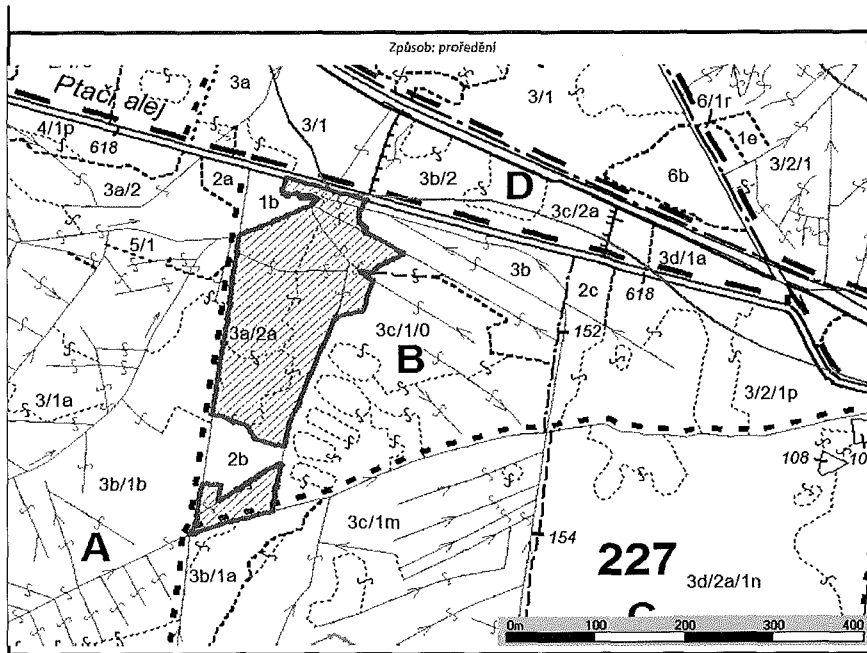 Způsob: proředění
Ptačí alej
3a
4/1p
618
3/1
3/1
6/1r
1e
3a/2
2a
1b
3b/2
D
6b
3/2/1
3c/2a
5/1
3b
3d/1a
2c
618
3a/2a
3c/1/0
152
B
3/1a
3/2/1p
2b
108
10
3b/1b
3c/1m
A
154
227
3b/1a
3d/2a/1n
C
0m 100 200 300 400